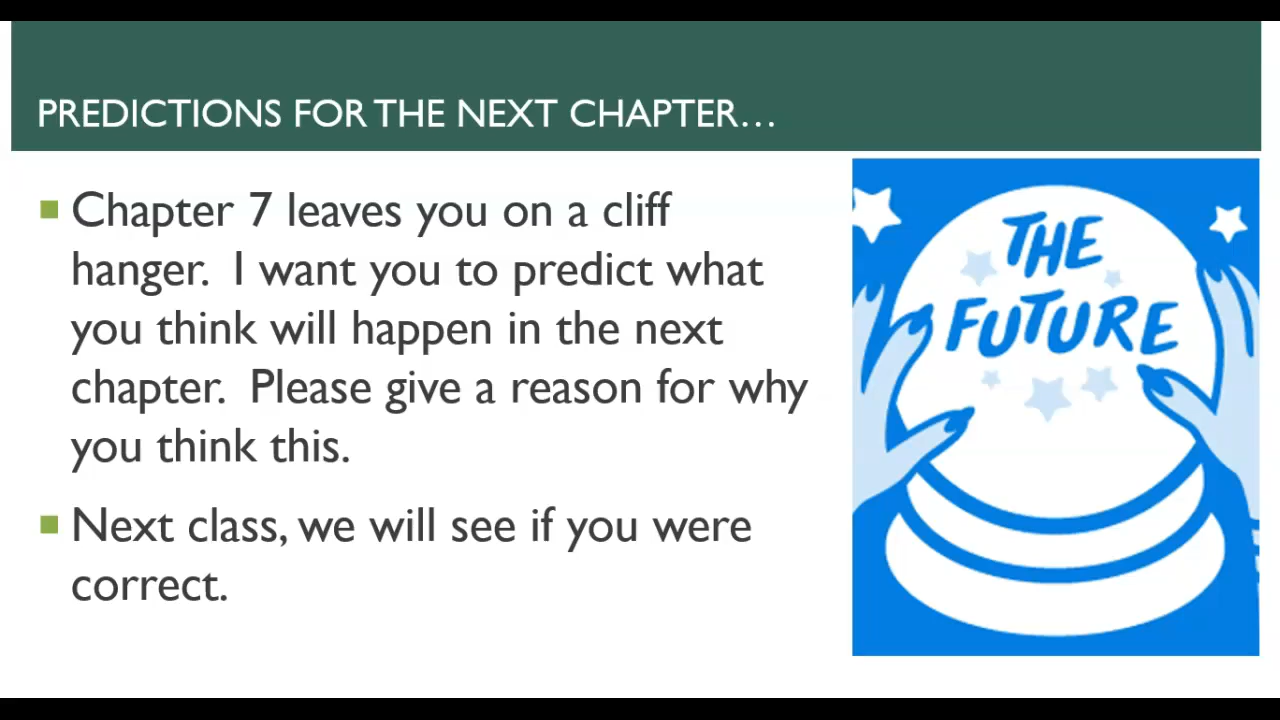 PREDICTIONS FOR THE NEXT CHAPTER…
Chapter 7 leaves you on a cliff
hanger.  I want you to predict what
you think will happen in the next
chapter.  Please give a reason for why
you think this.
Next class, we will see if you were
correct.
THE
FUTURE